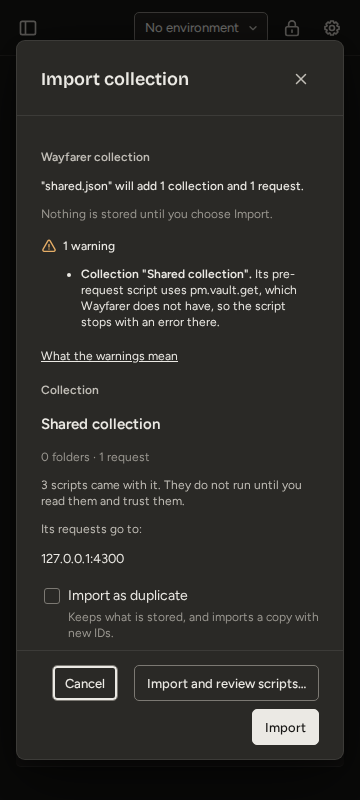 No environment
Import collection
Wayfarer collection
"shared.json" will add 1 collection and 1 request.
Nothing is stored until you choose Import.
1 warning
• Collection "Shared collection". Its pre-
request script uses pm.vault.get, which
Wayfarer does not have, so the script
stops with an error there.
What the warnings mean
Collection
Shared collection
0 folders · 1 request
3 scripts came with it. They do not run until you
read them and trust them.
Its requests go to:
127.0.0.1:4300
Import as duplicate
Keeps what is stored, and imports a copy with
new IDs.
Cancel
Import and review scripts...
Import